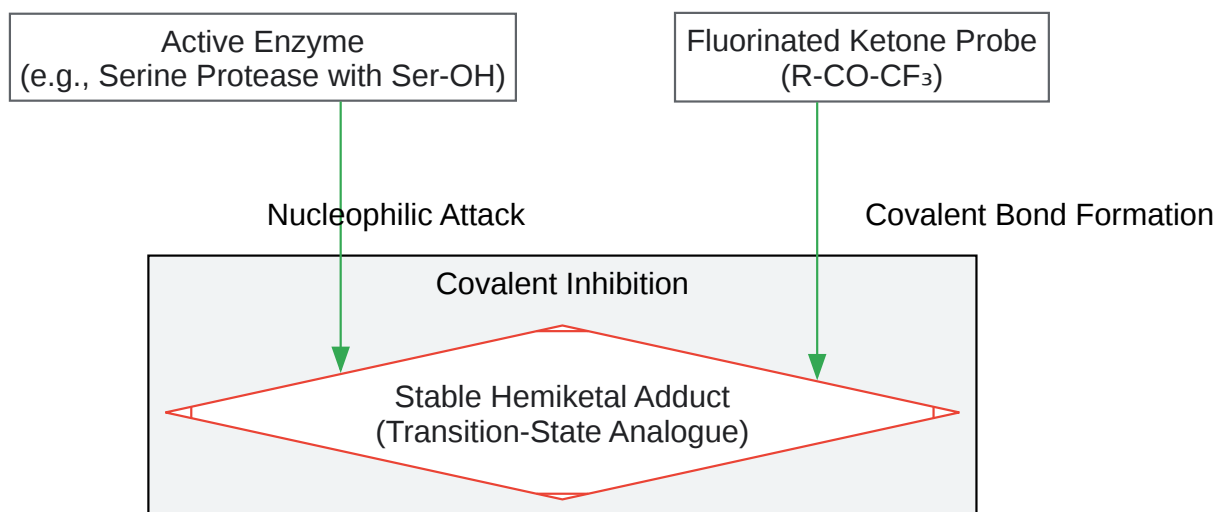 Active Enzyme
(e.g., Serine Protease with Ser-OH)
Fluorinated Ketone Probe
(R-CO-CF₃)
Nucleophilic Attack
Covalent Bond Formation
Covalent Inhibition
Stable Hemiketal Adduct
(Transition-State Analogue)